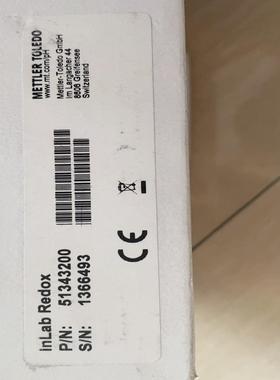 METTLER TOLEDO
www.mt.com/pH
Mettler-Toledo GmbH
Im Langacher 44
8606 Greifensee
Switzerland
CE
InLab Redox
P/N: 51343200
S/N: 1366493